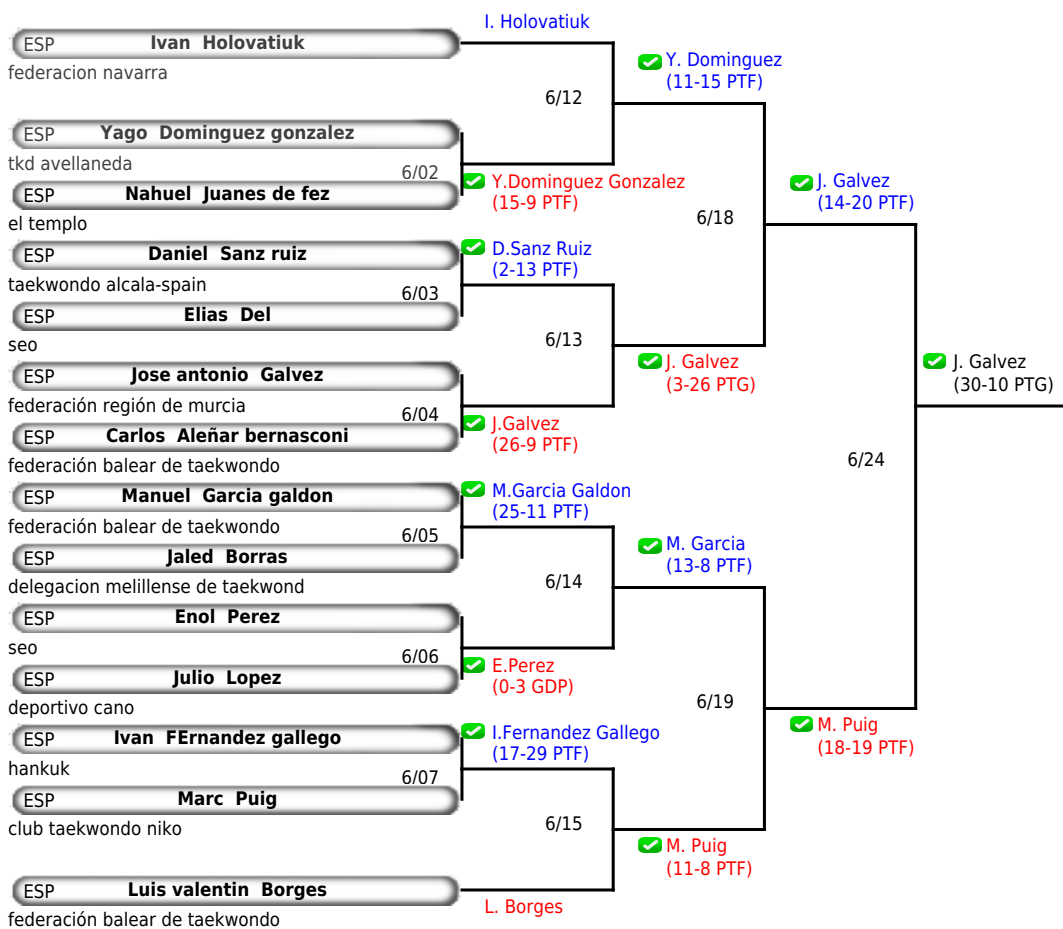 I. Holovatiuk
ESP Ivan Holovatiuk
federacion navarra
Y. Dominguez
(11-15 PTF)
6/12
ESP Yago Dominguez gonzalez
tkd avellaneda
6/02
ESP Nahuel Juanes de fez
Y.Dominguez Gonzalez
(15-9 PTF)
el templo
J. Galvez
(14-20 PTF)
6/18
ESP Daniel Sanz ruiz
D.Sanz Ruiz
(2-13 PTF)
taekwondo alcala-spain
6/03
ESP Elias Del
seo
6/13
ESP Jose antonio Galvez
J. Galvez
(3-26 PTG)
J. Galvez
(30-10 PTG)
federación región de murcia
6/04
ESP Carlos Aleñar bernasconi
J.Galvez
(26-9 PTF)
federación balear de taekwondo
6/24
ESP Manuel Garcia galdon
M.Garcia Galdon
(25-11 PTF)
federación balear de taekwondo
6/05
ESP Jaled Borras
M. Garcia
(13-8 PTF)
delegacion melillense de taekwond
6/14
ESP Enol Perez
seo
6/06
ESP Julio Lopez
E.Perez
(0-3 GDP)
deportivo cano
6/19
ESP Ivan FErnandez gallego
I.Fernandez Gallego
(17-29 PTF)
M. Puig
(18-19 PTF)
hankuk
6/07
ESP Marc Puig
club taekwondo niko
6/15
M. Puig
(11-8 PTF)
ESP Luis valentin Borges
L. Borges
federación balear de taekwondo